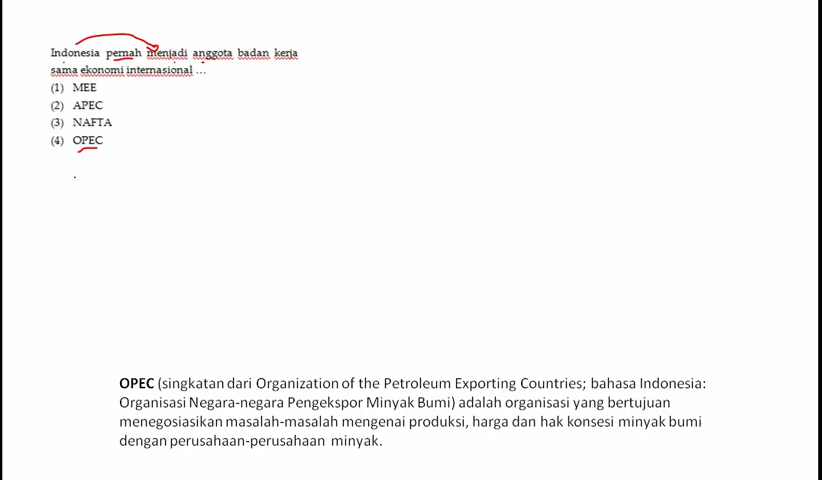 Indonesia pernah menjadi anggota badan kerja
sama ekonomi internasional ...
(1) MEE
(2) APEC
(3) NAFTA
(4) OPEC
OPEC (singkatan dari Organization of the Petroleum Exporting Countries; bahasa Indonesia:
Organisasi Negara-negara Pengekspor Minyak Bumi) adalah organisasi yang bertujuan
menegosiasikan masalah-masalah mengenai produksi, harga dan hak konsesi minyak bumi
dengan perusahaan-perusahaan minyak.